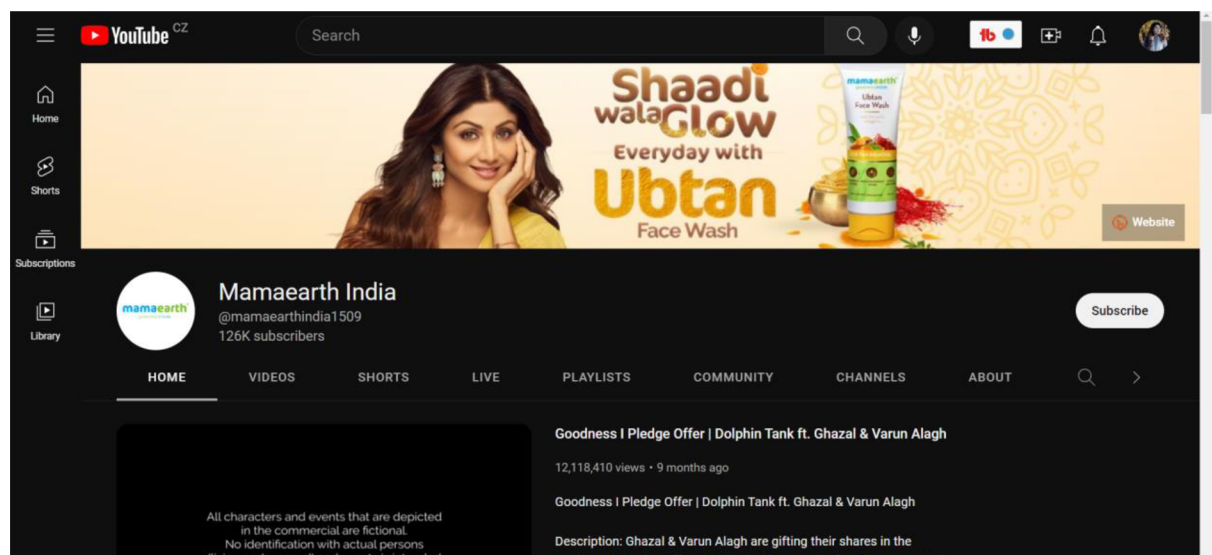 YouTube CZ
Search
Home
Shorts
Subscriptions
Library
Shaadi
wala Glow
Everyday with
Ubtan
Face Wash
mamaearth
Ubtan
Face Wash
Website
mamaearth
Mamaearth India
@mamaearthindia1509
126K subscribers
Subscribe
HOME VIDEOS SHORTS LIVE PLAYLISTS COMMUNITY CHANNELS ABOUT
All characters and events that are depicted
in the commercial are fictional.
No identification with actual persons
Goodness I Pledge Offer | Dolphin Tank ft. Ghazal & Varun Alagh
12,118,410 views • 9 months ago
Goodness I Pledge Offer | Dolphin Tank ft. Ghazal & Varun Alagh
Description: Ghazal & Varun Alagh are gifting their shares in the